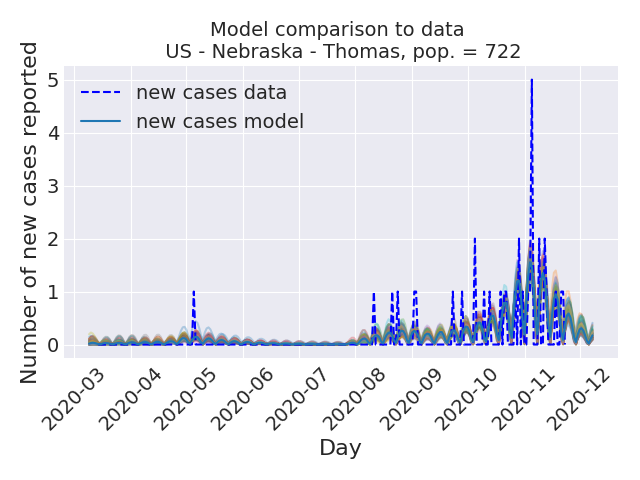 Model comparison to data
US - Nebraska - Thomas, pop. = 722
new cases data
new cases model
Number of new cases reported
5
4
3
2
1
0
2020-03
2020-04
2020-05
2020-06
2020-07
2020-08
2020-09
2020-10
2020-11
2020-12
Day